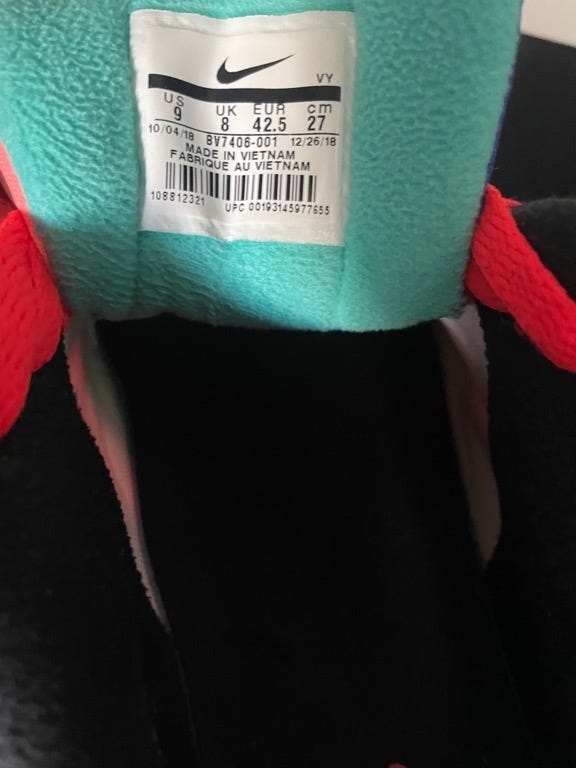 VY
US UK EUR cm
9 8 42.5 27
10/04/18 BV7406-001 12/26/18
MADE IN VIETNAM
FABRIQUE AU VIETNAM
108812321 UPC 00193145977655